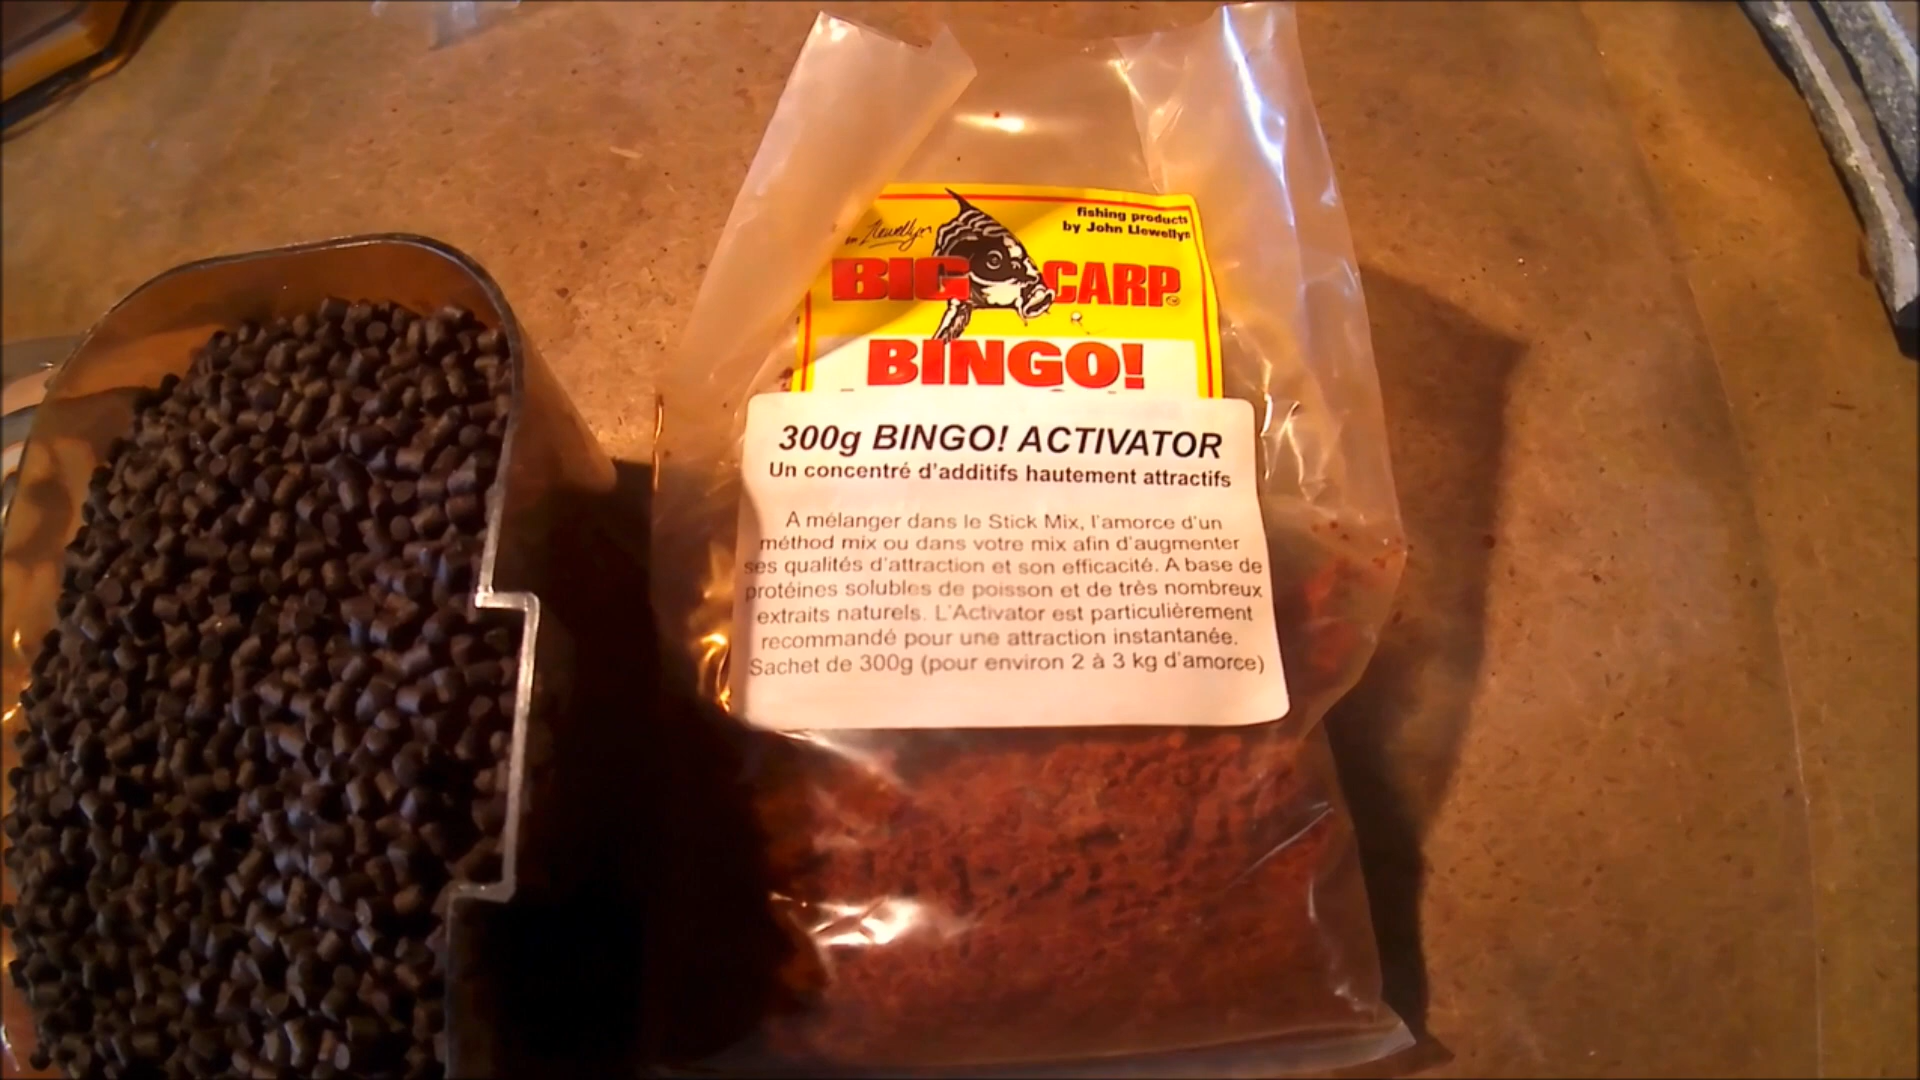 Llewellyn
fishing products
by John Llewellyn
BIG CARP
BINGO!
300g BINGO! ACTIVATOR
Un concentré d'additifs hautement attractifs
A mélanger dans le Stick Mix, l'amorce d'un
méthod mix ou dans votre mix afin d'augmenter
ses qualités d'attraction et son efficacité. A base de
protéines solubles de poisson et de très nombreux
extraits naturels. L'Activator est particulièrement
recommandé pour une attraction instantanée.
Sachet de 300g (pour environ 2 à 3 kg d'amorce)